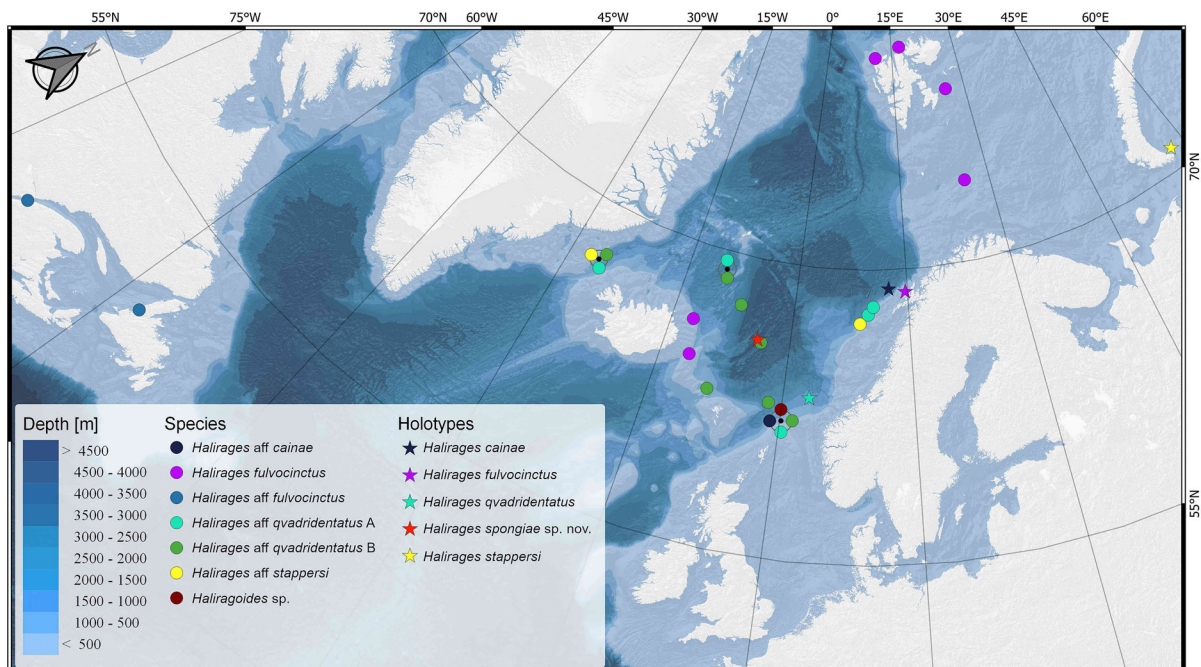 55°N 75°W 70°N 60°W 45°W 30°W 15°W 0° 15°E 30°E 45°E 60°E
N
70°N
55°N
Depth [m]
> 4500
4500 - 4000
4000 - 3500
3500 - 3000
3000 - 2500
2500 - 2000
2000 - 1500
1500 - 1000
1000 - 500
< 500
Species
Halirages aff cainae
Halirages fulvocinctus
Halirages aff fulvocinctus
Halirages aff qvadridentatus A
Halirages aff qvadridentatus B
Halirages aff stappersi
Haliragoides sp.
Holotypes
Halirages cainae
Halirages fulvocinctus
Halirages qvadridentatus
Halirages spongiae sp. nov.
Halirages stappersi